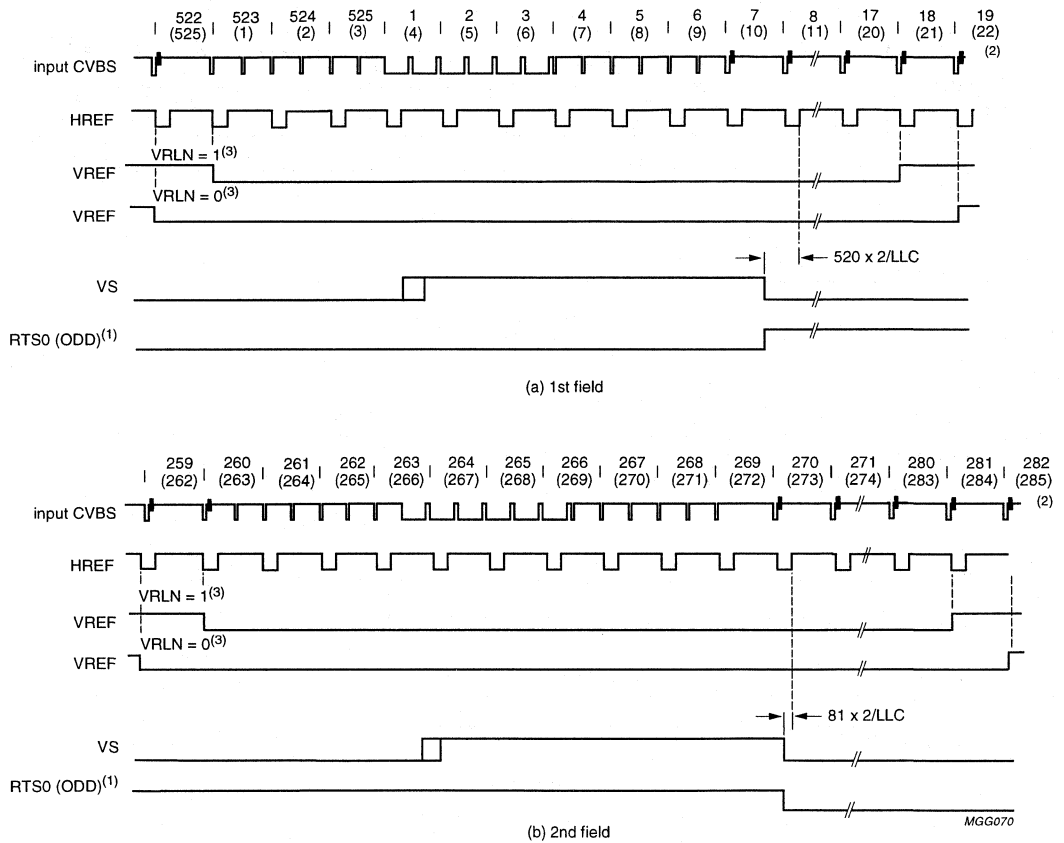 522 523 524 525 1 2 3 4 5 6 7 8 17 18 19
(525) (1) (2) (3) (4) (5) (6) (7) (8) (9) (10) (11) (20) (21) (22)
input CVBS (2)
HREF
VRLN = 1(3)
VREF
VRLN = 0(3)
VREF
520 x 2/LLC
VS
RTS0 (ODD)(1)
(a) 1st field
259 260 261 262 263 264 265 266 267 268 269 270 271 280 281 282
(262) (263) (264) (265) (266) (267) (268) (269) (270) (271) (272) (273) (274) (283) (284) (285)
input CVBS (2)
HREF
VRLN = 1(3)
VREF
VRLN = 0(3)
VREF
81 x 2/LLC
VS
RTS0 (ODD)(1)
MGG070
(b) 2nd field